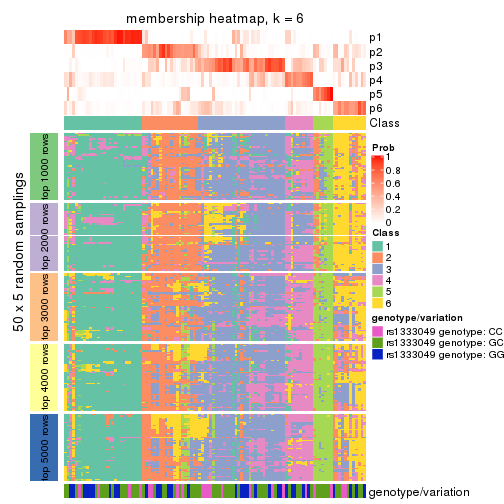 membership heatmap, k = 6
p1
p2
p3
p4
p5
p6
Class
50 x 5 random samplings
top 1000 rows
top 2000 rows
top 3000 rows
top 4000 rows
top 5000 rows
Prob
1
0.8
0.6
0.4
0.2
0
Class
1
2
3
4
5
6
genotype/variation
rs1333049 genotype: CC
rs1333049 genotype: GC
rs1333049 genotype: GG
genotype/variation